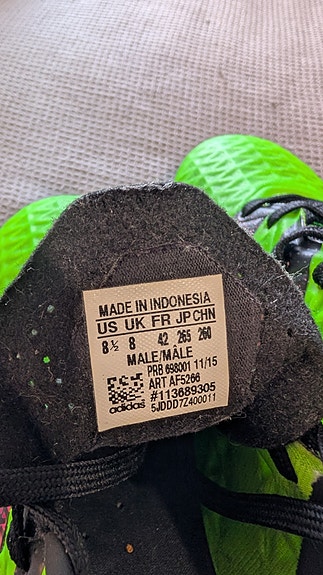 MADE IN INDONESIA
US UK FR JP CHN
8½ 8 42 265 260
MALE/MÂLE
PRB 698001 11/15
ART AF5266
#113689305
adidas 5JDDD7Z400011